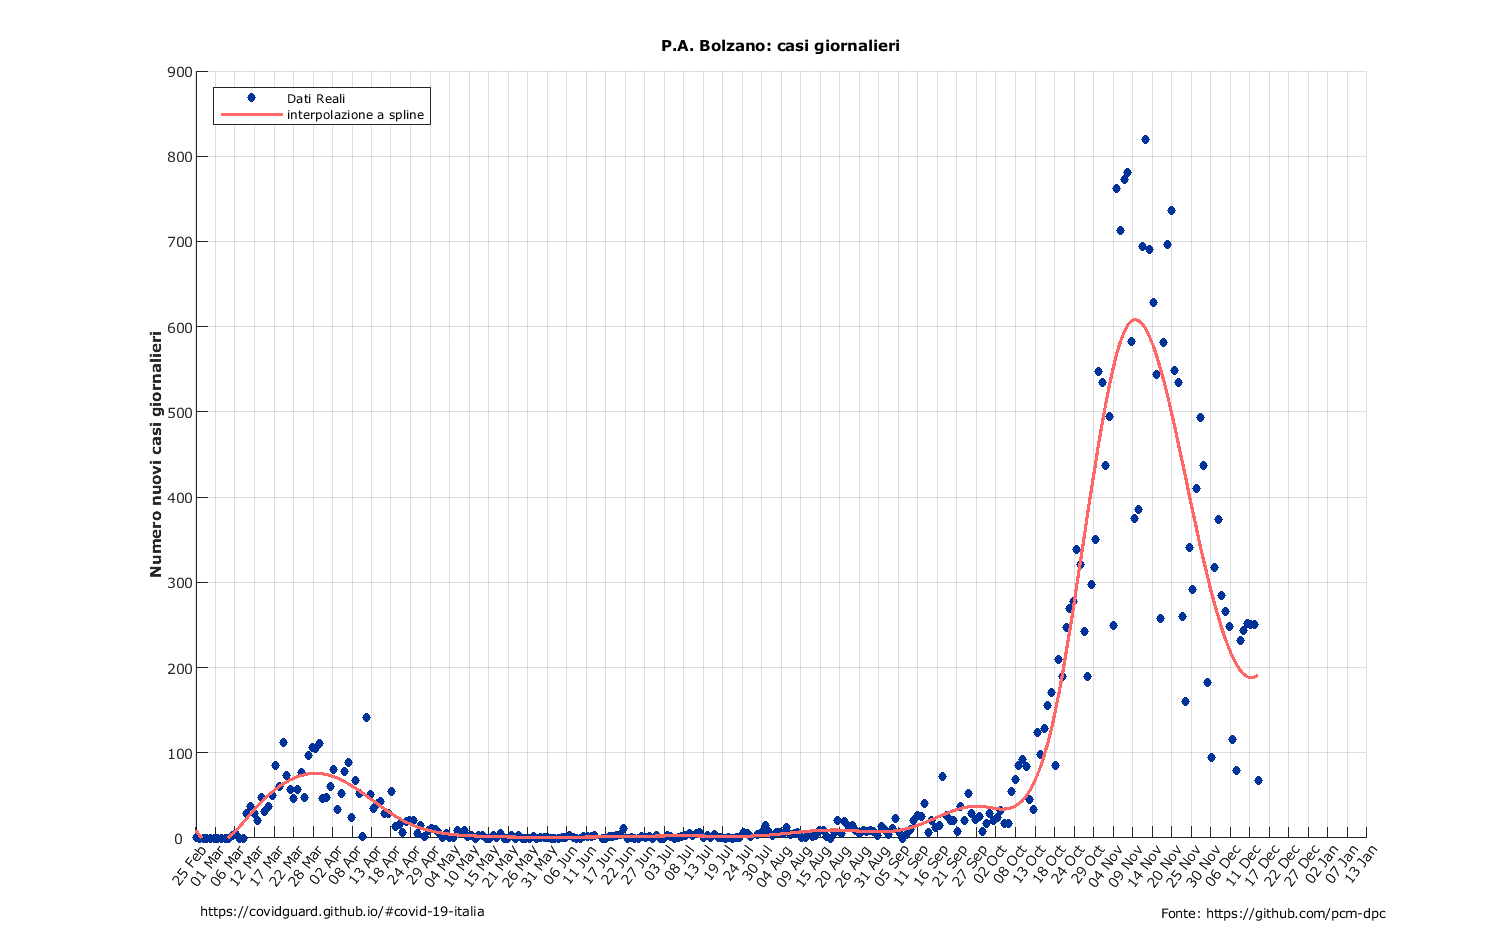 P.A. Bolzano: casi giornalieri
Dati Reali
interpolazione a spline
Numero nuovi casi giornalieri
900
800
700
600
500
400
300
200
100
0
25 Feb
01 Mar
06 Mar
12 Mar
17 Mar
22 Mar
28 Mar
02 Apr
08 Apr
13 Apr
18 Apr
24 Apr
29 Apr
04 May
10 May
15 May
21 May
26 May
31 May
06 Jun
11 Jun
17 Jun
22 Jun
27 Jun
03 Jul
08 Jul
13 Jul
19 Jul
24 Jul
30 Jul
04 Aug
09 Aug
15 Aug
20 Aug
26 Aug
31 Aug
05 Sep
11 Sep
16 Sep
21 Sep
27 Sep
02 Oct
08 Oct
13 Oct
18 Oct
24 Oct
29 Oct
04 Nov
09 Nov
14 Nov
20 Nov
25 Nov
30 Nov
06 Dec
11 Dec
17 Dec
22 Dec
27 Dec
02 Jan
07 Jan
13 Jan
https://covidguard.github.io/#covid-19-italia
Fonte: https://github.com/pcm-dpc